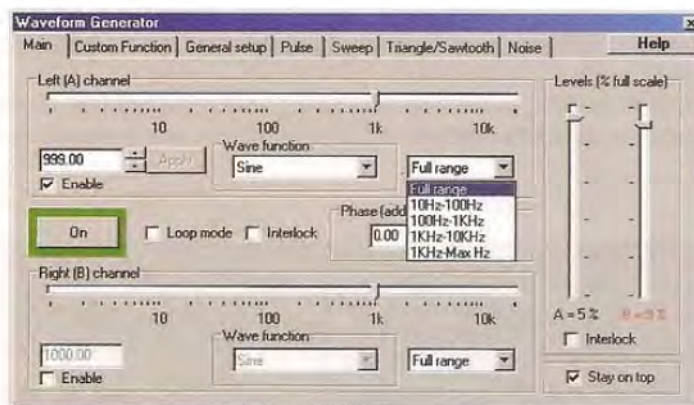 Waveform Generator
Main Custom Function General setup Pulse Sweep Triangle/Sawtooth Noise Help
Left (A) channel
Levels (% full scale)
10 100 1k 10k
Wave function
999.00 Apply Sine Full range
Enable
Full range
10Hz-100Hz
100Hz-1KHz
1KHz-10KHz
1KHz-Max Hz
On Loop mode Interlock
Phase (add
0.00
Right (B) channel
10 100 1k 10k
A = 5 %
Wave function
Interlock
1000.00 Sine Full range
Enable
Stay on top